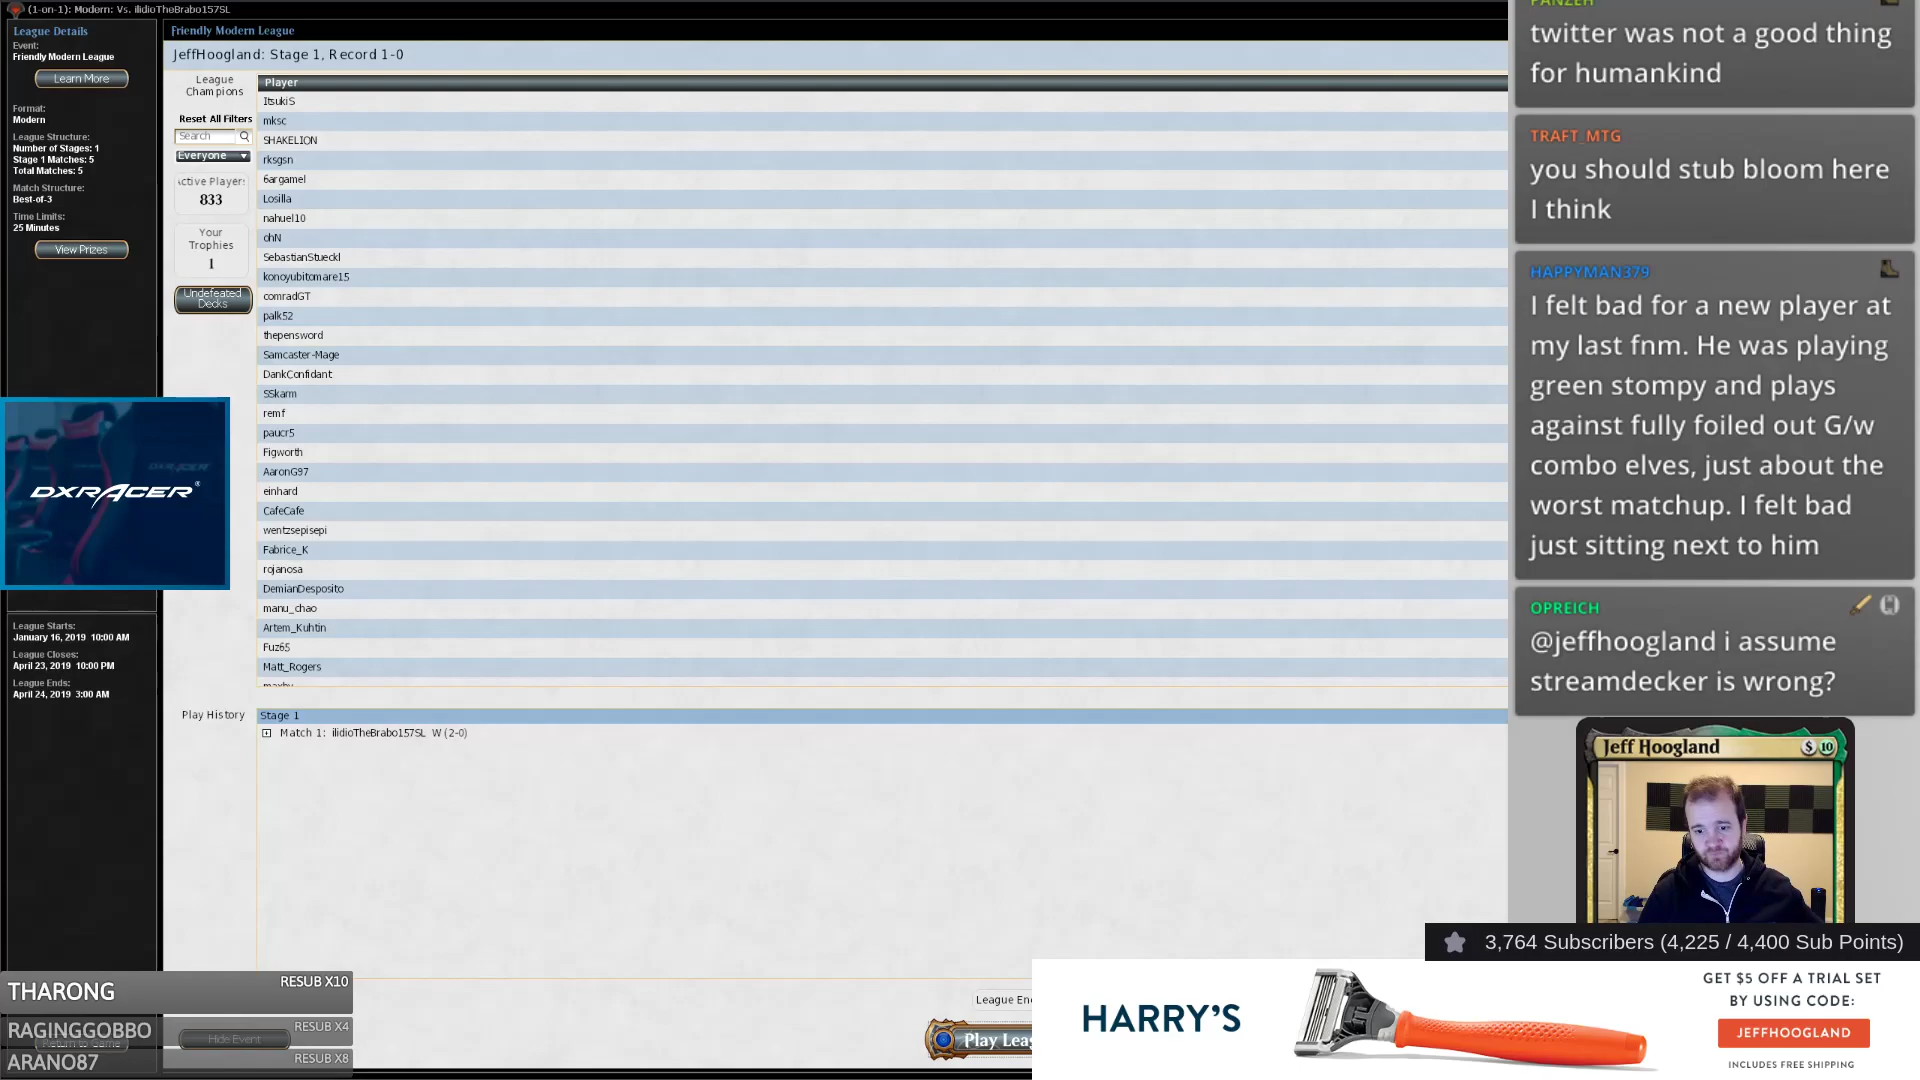 (1-on-1): Modern: Vs. ilidioTheBrabo157SL
League Details
Event:
Friendly Modern League
Learn More
Format:
Modern
League Structure:
Number of Stages: 1
Stage 1 Matches: 5
Total Matches: 5
Match Structure:
Best-of-3
Time Limits:
25 Minutes
View Prizes
DXRACER®
League Starts:
January 16, 2019 10:00 AM
League Closes:
April 23, 2019 10:00 PM
League Ends:
April 24, 2019 3:00 AM
Friendly Modern League
JeffHoogland: Stage 1, Record 1-0
League
Champions
Reset All Filters
Search
Everyone
Active Players
833
Your
Trophies
1
Undefeated
Decks
Player
ItsukiS
mksc
SHAKELION
rksgsn
6argamel
Losilla
nahuel10
ohN
SebastianStueckl
konoyubitomare15
comradGT
palk52
thepensword
Samcaster-Mage
DankConfidant
SSkarm
remf
paucr5
Figworth
AaronG97
einhard
CafeCafe
wentzsepisepi
Fabrice_K
rojanosa
DemianDesposito
manu_chao
Artem_Kuhtin
Fuz65
Matt_Rogers
Play History
Stage 1
Match 1: ilidioTheBrabo157SL W (2-0)
League En
Play Lea
THARONG RESUB X10
RAGINGGOBBO RESUB X4
Return to Game
Hide Event
ARANO87 RESUB X8
PANZEH
twitter was not a good thing
for humankind
TRAFT_MTG
you should stub bloom here
I think
HAPPYMAN379
I felt bad for a new player at
my last fnm. He was playing
green stompy and plays
against fully foiled out G/w
combo elves, just about the
worst matchup. I felt bad
just sitting next to him
OPREICH
@jeffhoogland i assume
streamdecker is wrong?
Jeff Hoogland $ 10
3,764 Subscribers (4,225 / 4,400 Sub Points)
HARRY'S
GET $5 OFF A TRIAL SET
BY USING CODE:
JEFFHOOGLAND
INCLUDES FREE SHIPPING